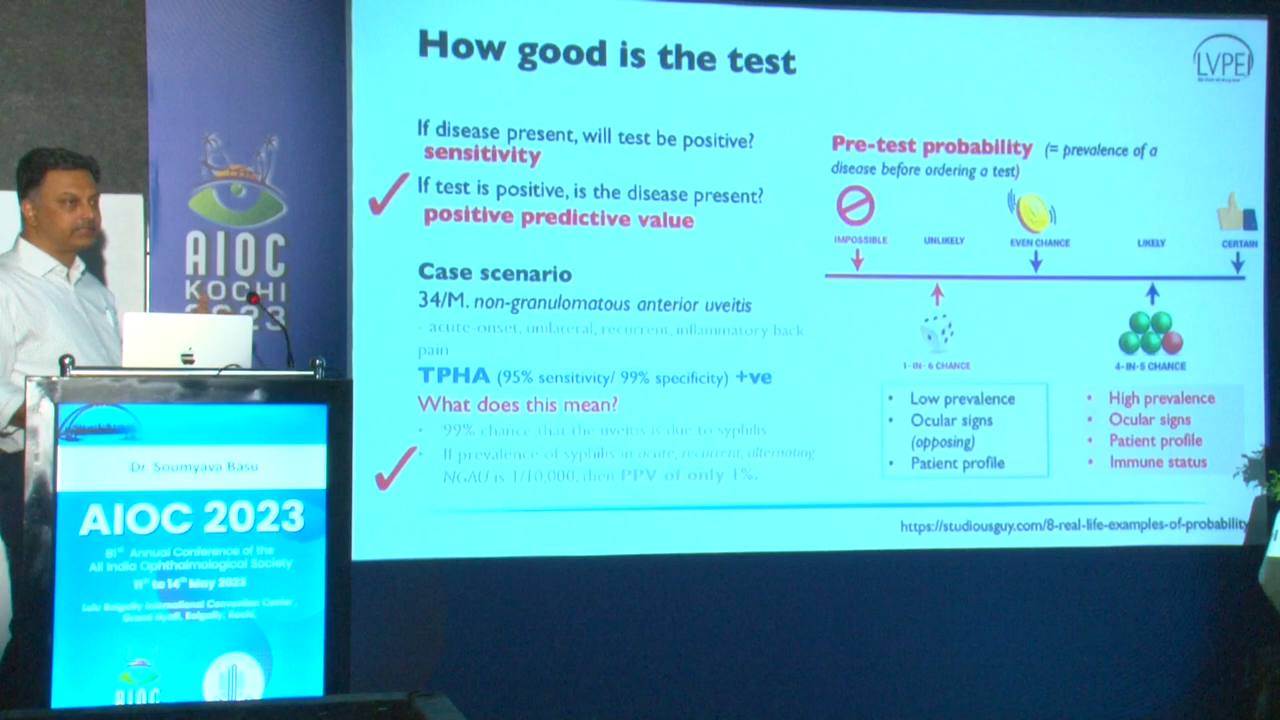 How good is the test
LVPEI
If disease present, will test be positive?
sensitivity
If test is positive, is the disease present?
positive predictive value
Case scenario
34/M. non-granulomatous anterior uveitis
- acute-onset, unilateral, recurrent, inflammatory back
pain
TPHA (95% sensitivity/ 99% specificity) +ve
What does this mean?
• 99% chance that the uveitis is due to syphilis
• If prevalence of syphilis in acute, recurrent, alternating
NGAU is 1/10,000, then PPV of only 1%.
Pre-test probability (= prevalence of a
disease before ordering a test)
IMPOSSIBLE
UNLIKELY
EVEN CHANCE
LIKELY
CERTAIN
1-IN-6 CHANCE
4-IN-5 CHANCE
• Low prevalence
• Ocular signs
(opposing)
• Patient profile
• High prevalence
• Ocular signs
• Patient profile
• Immune status
https://studiousguy.com/8-real-life-examples-of-probability
AIOC
KOCHI
2023
Dr. Soumyava Basu
AIOC 2023
81st Annual Conference of the
All India Ophthalmological Society
11th to 14th May 2023
Lulu Bolgatty International Convention Center,
Grand Hyatt, Bolgatty, Kochi.
AIOC